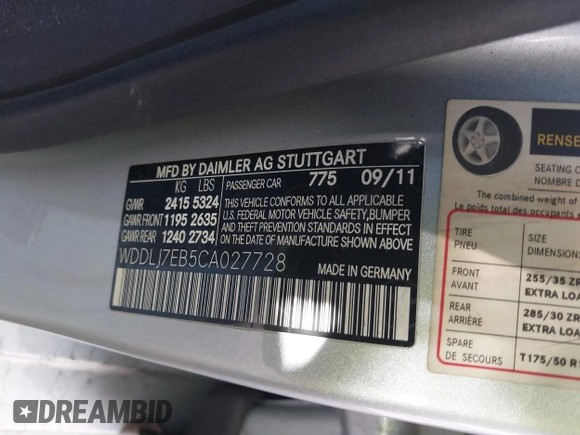 MFD BY DAIMLER AG STUTTGART
KG LBS
GVWR 2415 5324
GAWR FRONT 1195 2635
GAWR REAR 1240 2734
PASSENGER CAR 775 09/11
THIS VEHICLE CONFORMS TO ALL APPLICABLE
U.S. FEDERAL MOTOR VEHICLE SAFETY, BUMPER
AND THEFT PREVENTION STANDARDS IN EFFECT
ON THE DATE OF MANUFACTURE SHOWN ABOVE.
WDDLJ7EB5CA027728
MADE IN GERMANY
SEATING
NOMBRE D
The combined weight of
Le poids total des occupants
TIRE
PNEU
SIZE
DIMENSIONS
FRONT
AVANT
255/35 ZR
EXTRA LOA
REAR
ARRIÈRE
285/30 ZR
EXTRA LOA
SPARE
DE SECOURS
T175/50 R
DREAMBID